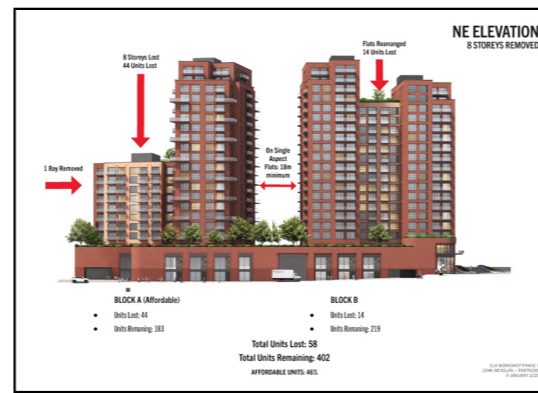 NE ELEVATION
8 STOREYS REMOVED
8 Storeys Lost
44 Units Lost
Flats Rearranged
14 Units Lost
1 Bay Removed
On Single
Aspect
Flats: 18m
minimum
BLOCK A (Affordable)
• Units Lost: 44
• Units Remaning: 183
BLOCK B
• Units Lost: 14
• Units Remaning: 219
Total Units Lost: 58
Total Units Remaining: 402
AFFORDABLE UNITS: 46%